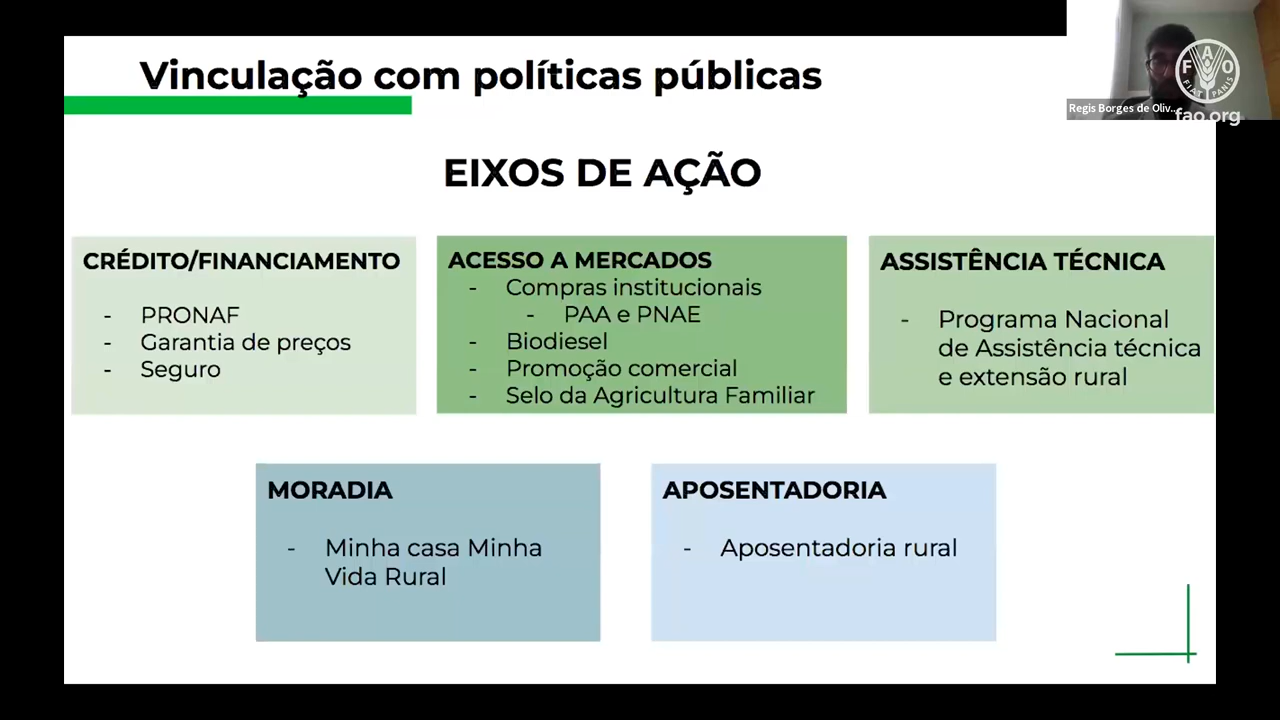 Vinculação com políticas públicas
EIXOS DE AÇÃO
CRÉDITO/FINANCIAMENTO
- PRONAF
- Garantia de preços
- Seguro
ACESSO A MERCADOS
- Compras institucionais
- PAA e PNAE
- Biodiesel
- Promoção comercial
- Selo da Agricultura Familiar
ASSISTÊNCIA TÉCNICA
- Programa Nacional
de Assistência técnica
e extensão rural
MORADIA
- Minha casa Minha
Vida Rural
APOSENTADORIA
- Aposentadoria rural
Regis Borges de Oliv...
F A O
FIAT PANIS
fao.org